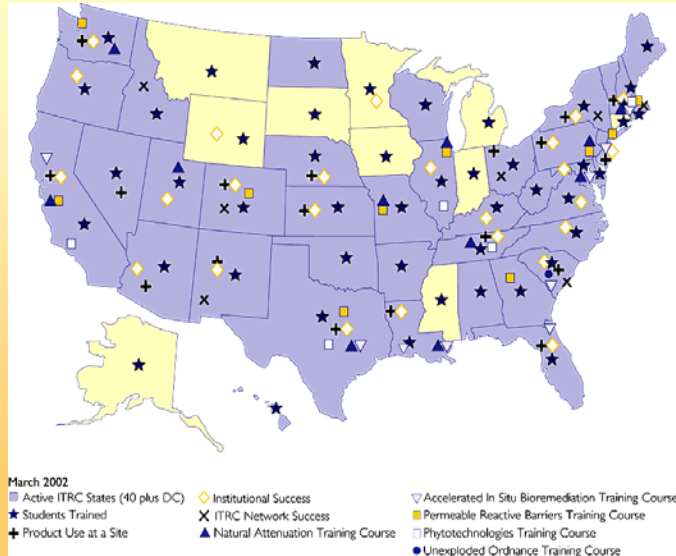 March 2002
Active ITRC States (40 plus DC)
Institutional Success
Accelerated In Situ Bioremediation Training Course
Students Trained
ITRC Network Success
Permeable Reactive Barriers Training Course
Product Use at a Site
Natural Attenuation Training Course
Phytotechnologies Training Course
Unexploded Ordnance Training Course